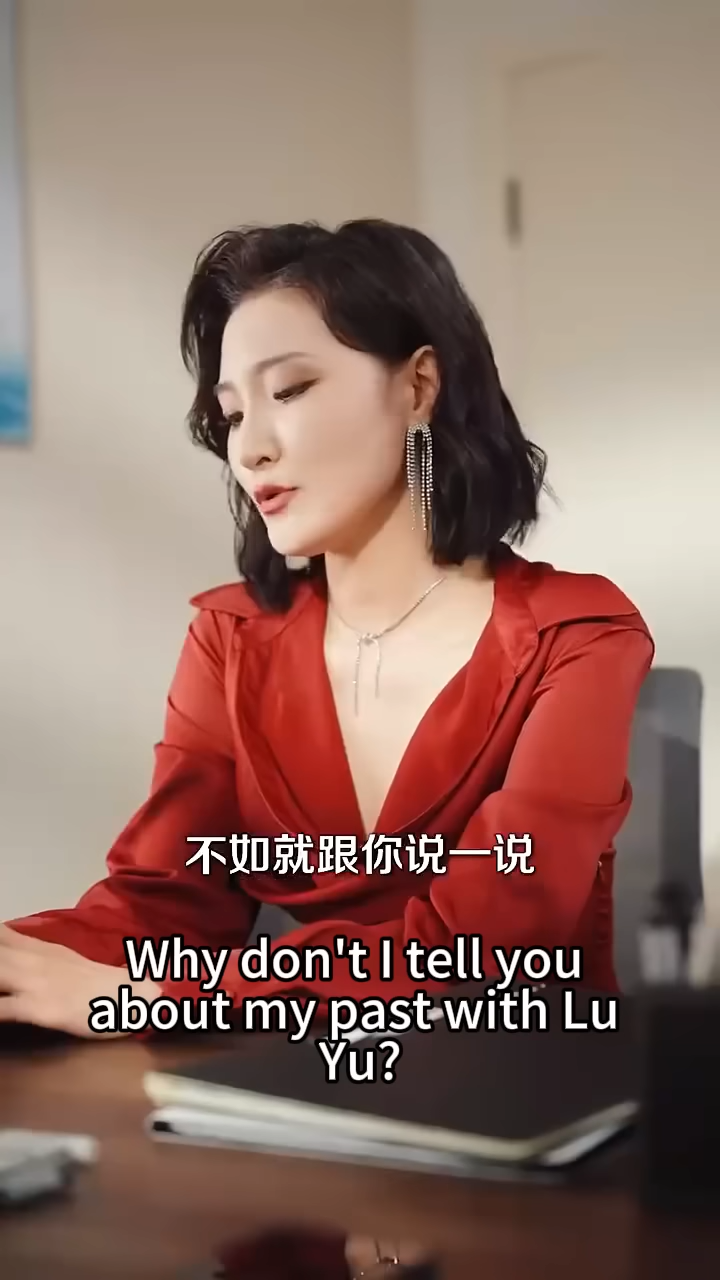 不如就跟你说一说
Why don't I tell you
about my past with Lu
Yu?